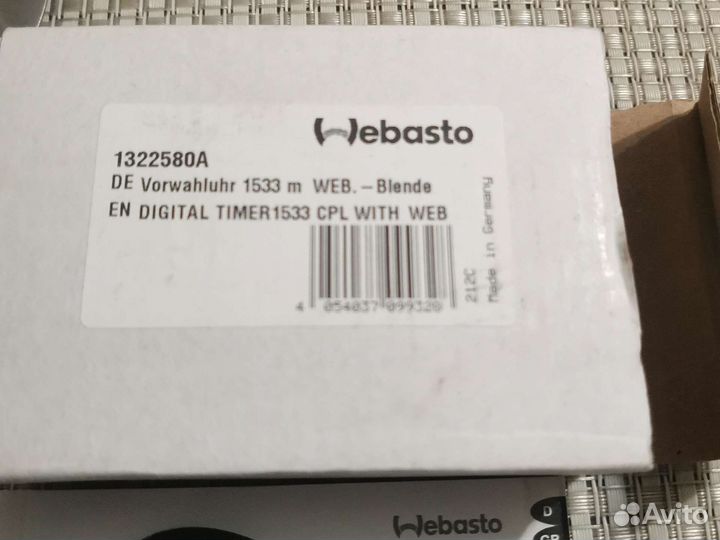 Webasto
1322580A
DE Vorwahluhr 1533 m WEB.-Blende
EN DIGITAL TIMER1533 CPL WITH WEB
4 054037 099320
212C
Made in Germany
Webasto
D
GB
Avito